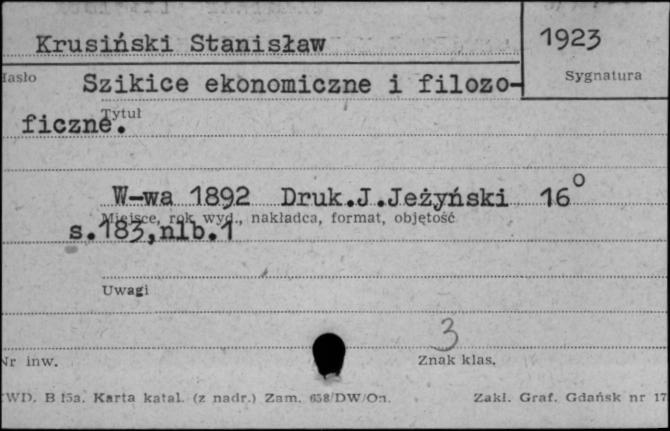 Krusiński Stanisław
1923
Hasło
Sygnatura
Szikice ekonomiczne i filozo-
Tytuł
ficzne.
W-wa 1892 Druk.J.Jeżyński 16°
Miejsce, rok wyd., nakładca, format, objętość
s.183,nlb.1
Uwagi
3
Nr inw.
Znak klas.
WD. B 15a. Karta katal. (z nadr.) Zam. 658/DW/On. Zakł. Graf. Gdańsk nr 17